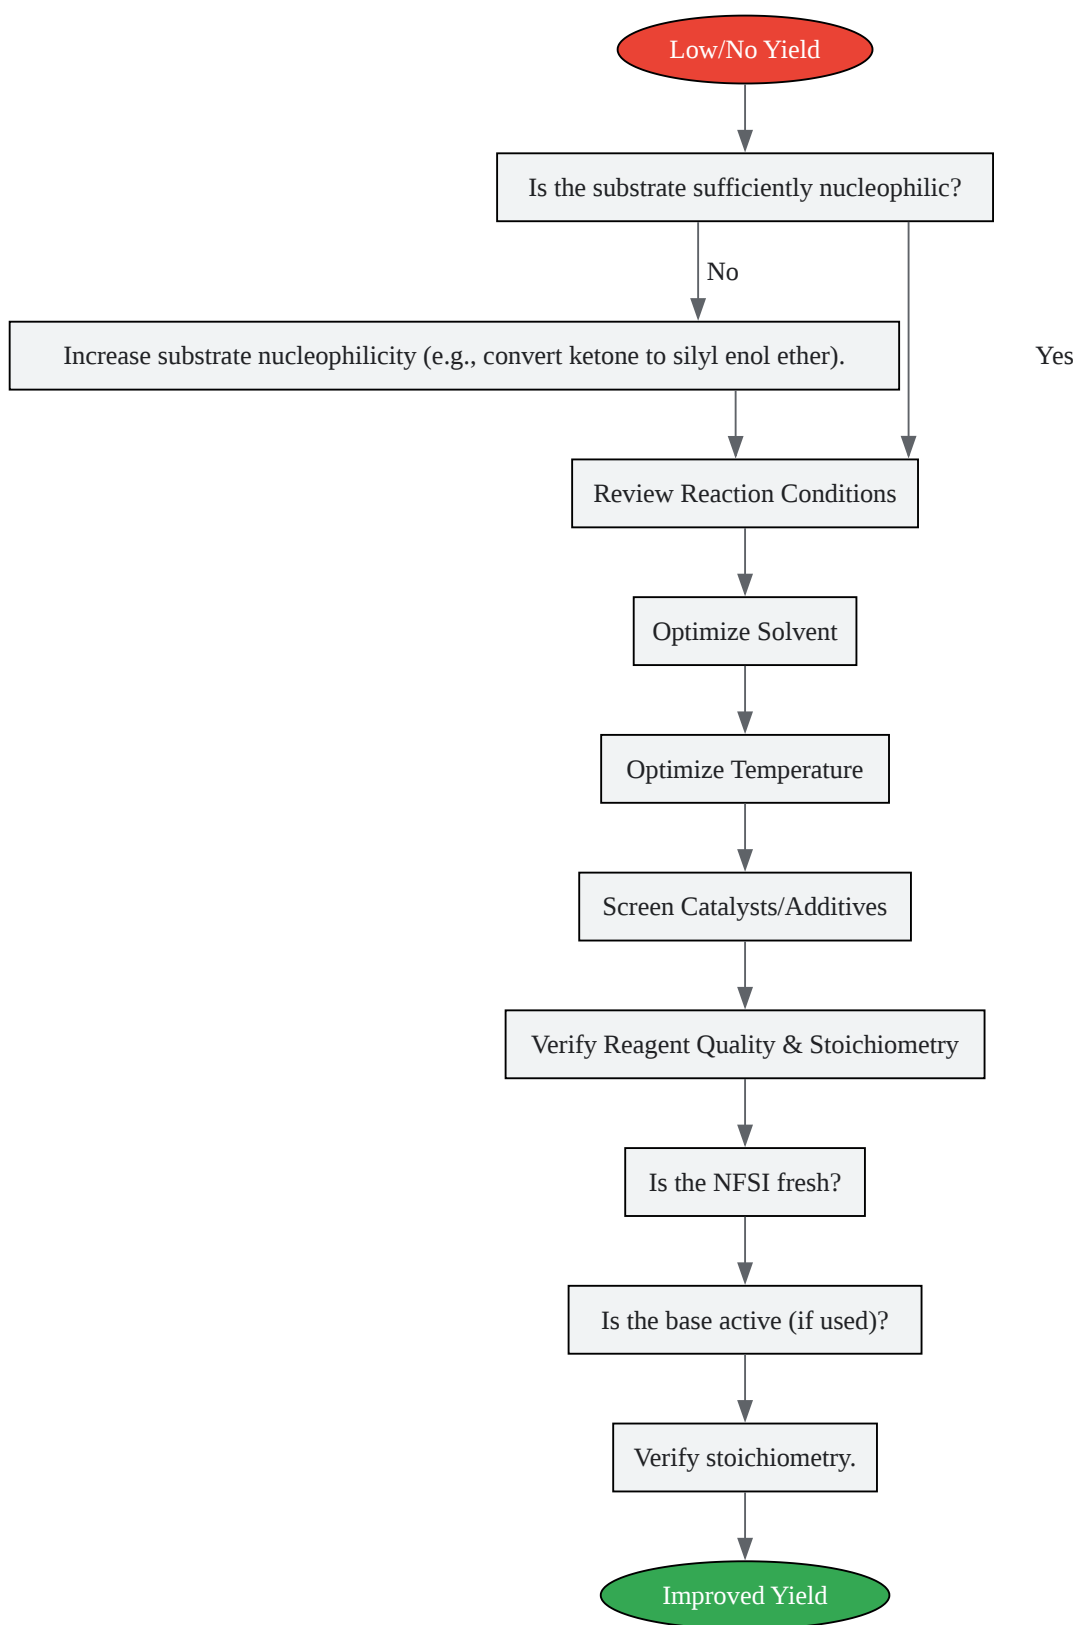 Low/No Yield
Is the substrate sufficiently nucleophilic?
No
Increase substrate nucleophilicity (e.g., convert ketone to silyl enol ether).
Yes
Review Reaction Conditions
Optimize Solvent
Optimize Temperature
Screen Catalysts/Additives
Verify Reagent Quality & Stoichiometry
Is the NFSI fresh?
Is the base active (if used)?
Verify stoichiometry.
Improved Yield